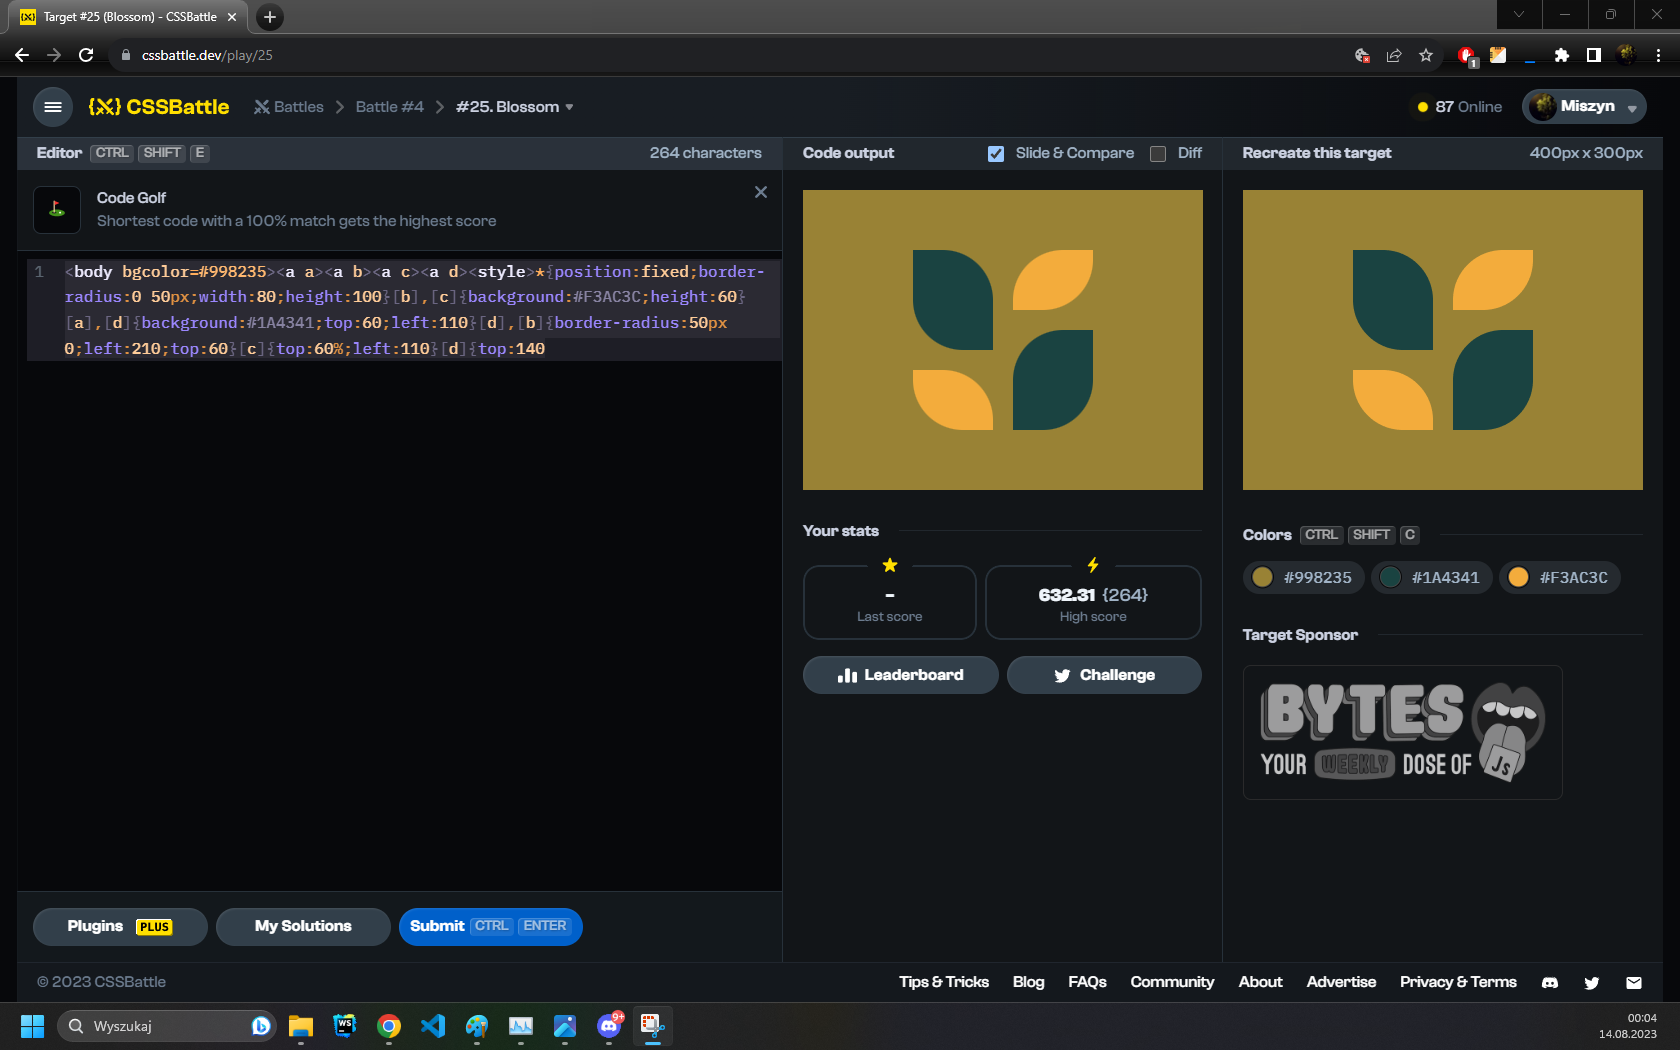 Target #25 (Blossom) - CSSBattle
cssbattle.dev/play/25
1
CSSBattle
Battles
Battle #4
#25. Blossom
87 Online
Miszyn
Editor CTRL SHIFT E
264 characters
Code output
Slide & Compare
Diff
Recreate this target
400px x 300px
Code Golf
Shortest code with a 100% match gets the highest score
1 <body bgcolor=#998235><a a><a b><a c><a d><style>*{position:fixed;border-
radius:0 50px;width:80;height:100}[b],[c]{background:#F3AC3C;height:60}
[a],[d]{background:#1A4341;top:60;left:110}[d],[b]{border-radius:50px
0;left:210;top:60}[c]{top:60%;left:110}[d]{top:140
Your stats
-
Last score
632.31 {264}
High score
Leaderboard
Challenge
Colors CTRL SHIFT C
#998235
#1A4341
#F3AC3C
Target Sponsor
BYTES
YOUR WEEKLY DOSE OF JS
Plugins PLUS
My Solutions
Submit CTRL ENTER
© 2023 CSSBattle
Tips & Tricks
Blog
FAQs
Community
About
Advertise
Privacy & Terms
Wyszukaj
WS
9+
00:04
14.08.2023